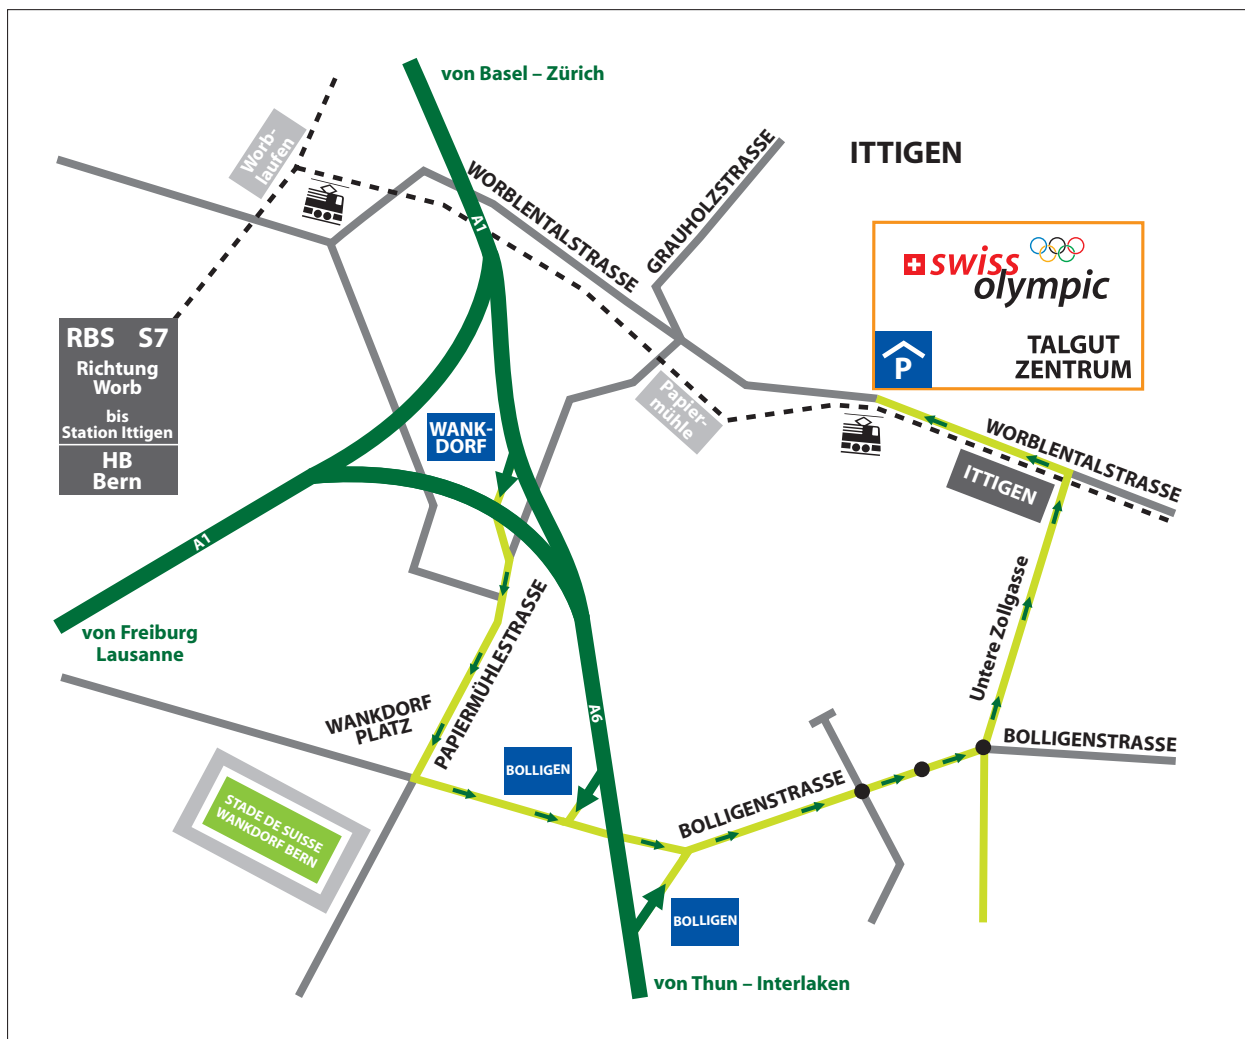 von Basel – Zürich
Worb-
laufen
A1
WORBLENTALSTRASSE
GRAUHOLZSTRASSE
ITTIGEN
swiss
olympic
TALGUT
ZENTRUM
P
RBS S7
Richtung
Worb
bis
Station Ittigen
HB
Bern
WANK-
DORF
Papier-
mühle
WORBLENTALSTRASSE
ITTIGEN
A1
von Freiburg
Lausanne
Untere Zollgasse
PAPIERMÜHLESTRASSE
WANKDORF
PLATZ
A6
BOLLIGEN
BOLLIGENSTRASSE
BOLLIGENSTRASSE
STADE DE SUISSE
WANKDORF BERN
BOLLIGEN
von Thun – Interlaken